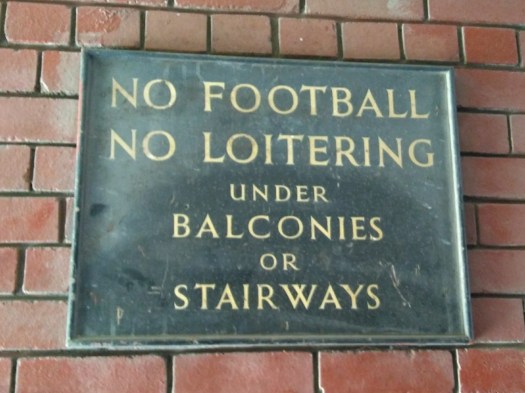 NO FOOTBALL
NO LOITERING
UNDER
BALCONIES
OR
STAIRWAYS